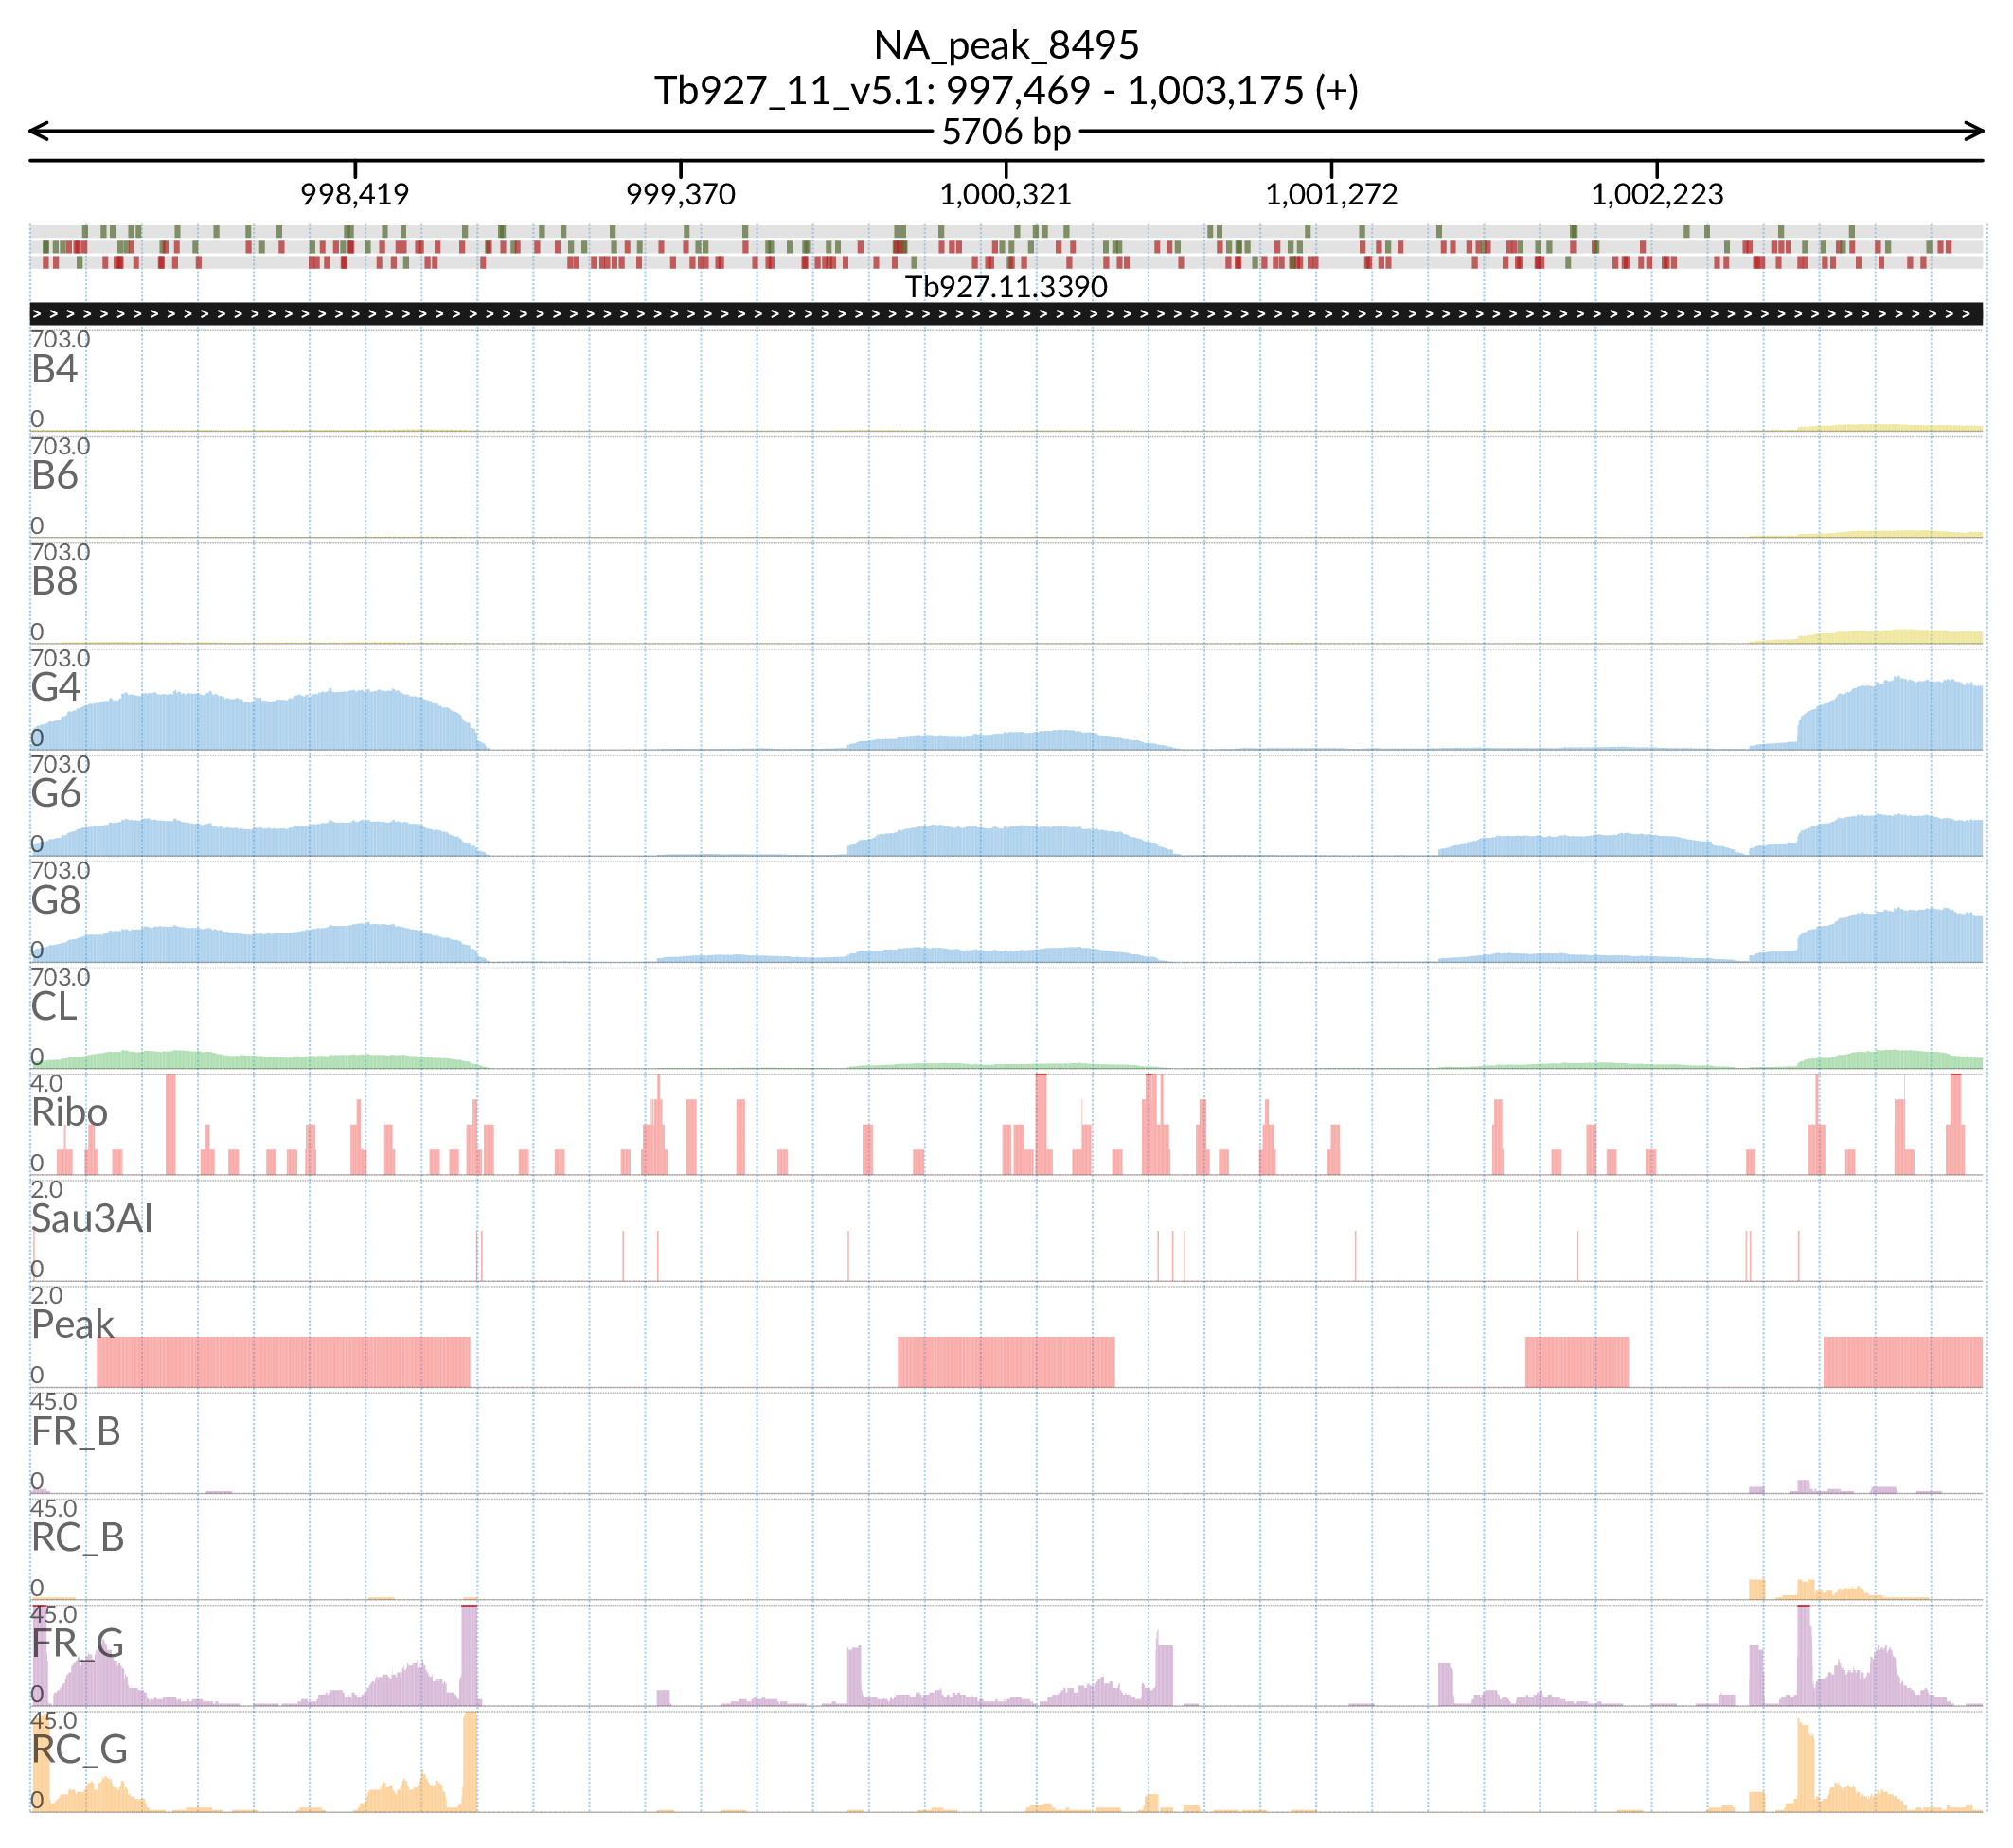 NA_peak_8495
Tb927_11_v5.1: 997,469 - 1,003,175 (+)
5706 bp
998,419 999,370 1,000,321 1,001,272 1,002,223
Tb927.11.3390
703.0
B4
0
703.0
B6
0
703.0
B8
0
703.0
G4
0
703.0
G6
0
703.0
G8
0
703.0
CL
0
4.0
Ribo
0
2.0
Sau3AI
0
2.0
Peak
0
45.0
FR_B
0
45.0
RC_B
0
45.0
FR_G
0
45.0
RC_G
0